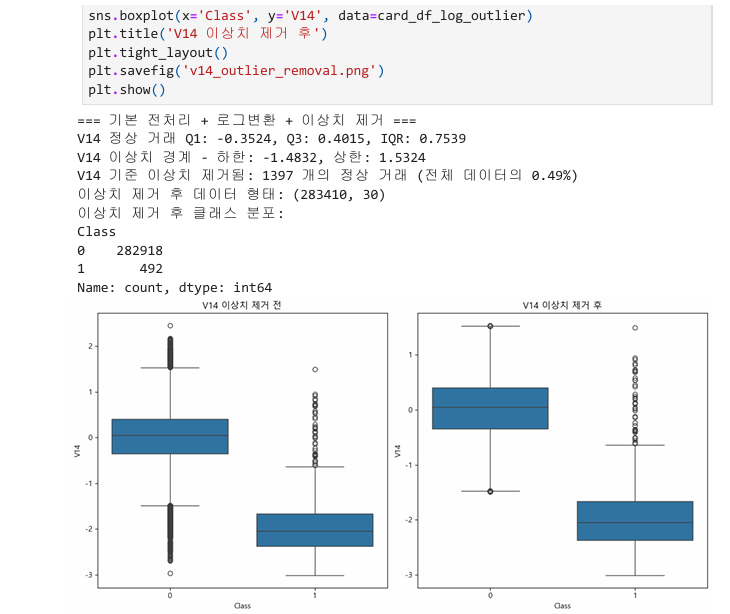 sns.boxplot(x='Class', y='V14', data=card_df_log_outlier)
plt.title('V14 이상치 제거 후')
plt.tight_layout()
plt.savefig('v14_outlier_removal.png')
plt.show()
=== 기본 전처리 + 로그변환 + 이상치 제거 ===
V14 정상 거래 Q1: -0.3524, Q3: 0.4015, IQR: 0.7539
V14 이상치 경계 - 하한: -1.4832, 상한: 1.5324
V14 기준 이상치 제거됨: 1397 개의 정상 거래 (전체 데이터의 0.49%)
이상치 제거 후 데이터 형태: (283410, 30)
이상치 제거 후 클래스 분포:
Class
0    282918
1       492
Name: count, dtype: int64
V14 이상치 제거 전
2
1
0
-1
-2
-3
V14
0
1
Class
V14 이상치 제거 후
1
0
-1
-2
-3
V14
0
1
Class